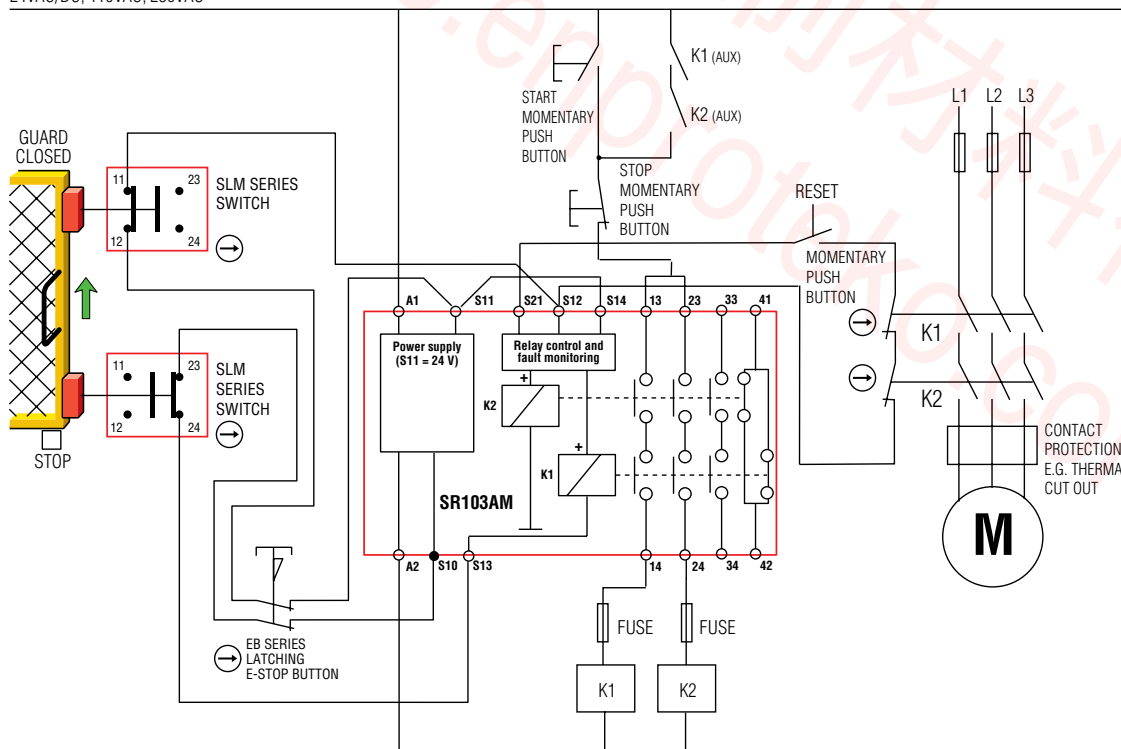 K1 (AUX)
K2 (AUX)
START
MOMENTARY
PUSH
BUTTON
L1 L2 L3
GUARD
CLOSED
11 23
12 24
SLM SERIES
SWITCH
STOP
MOMENTARY
PUSH
BUTTON
RESET
MOMENTARY
PUSH
BUTTON
A1 S11 S21 S12 S14 13 23 33 41
Power supply
(S11 = 24 V)
Relay control and
fault monitoring
K1
K2
11 23
12 24
SLM
SERIES
SWITCH
STOP
+
K2
+
K1
SR103AM
CONTACT
PROTECTION
E.G. THERMA
CUT OUT
M
A2 S10 S13 14 24 34 42
EB SERIES
LATCHING
E-STOP BUTTON
FUSE FUSE
K1 K2
材料
.enproteko.co